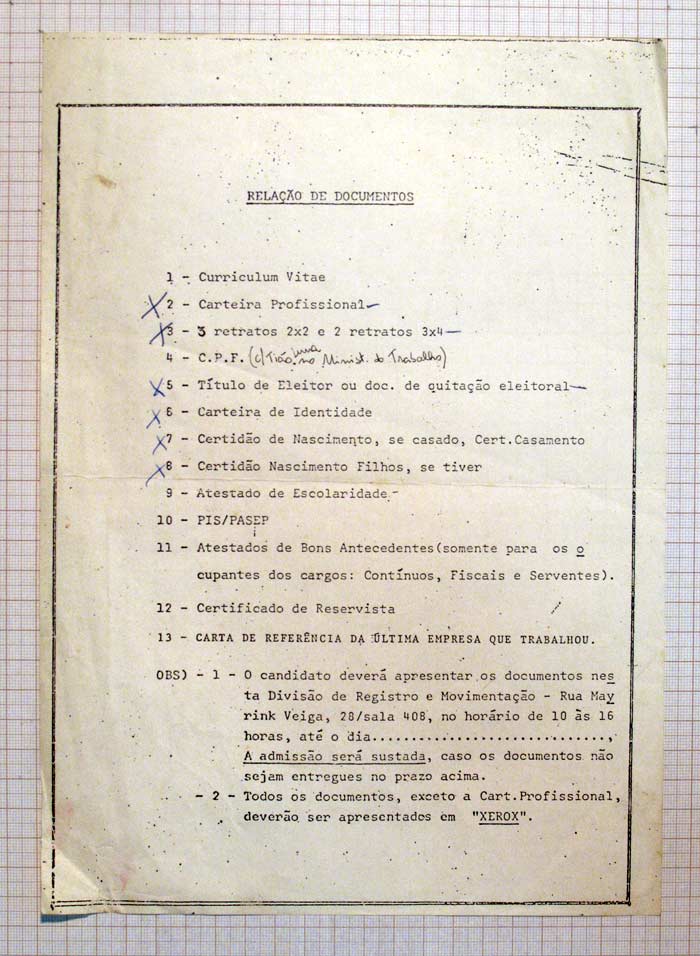 RELAÇÃO DE DOCUMENTOS
1 - Curriculum Vitae
X 2 - Carteira Profissional-
X 3 - 3 retratos 2x2 e 2 retratos 3x4-
4 - C.P.F. (c/ uma no Minist. do Trabalho)
X 5 - Título de Eleitor ou doc. de quitação eleitoral-
X 6 - Carteira de Identidade
X 7 - Certidão de Nascimento, se casado, Cert.Casamento
X 8 - Certidão Nascimento Filhos, se tiver
9 - Atestado de Escolaridade-
10 - PIS/PASEP
11 - Atestados de Bons Antecedentes(somente para os o
cupantes dos cargos: Contínuos, Fiscais e Serventes).
12 - Certificado de Reservista
13 - CARTA DE REFERÊNCIA DA ÚLTIMA EMPRESA QUE TRABALHOU.
OBS) - 1 - O candidato deverá apresentar os documentos nes
ta Divisão de Registro e Movimentação - Rua May
rink Veiga, 28/sala 408, no horário de 10 às 16
horas, até o dia............................,
A admissão será sustada, caso os documentos não
sejam entregues no prazo acima.
- 2 - Todos os documentos, exceto a Cart.Profissional,
deverão ser apresentados em "XEROX".